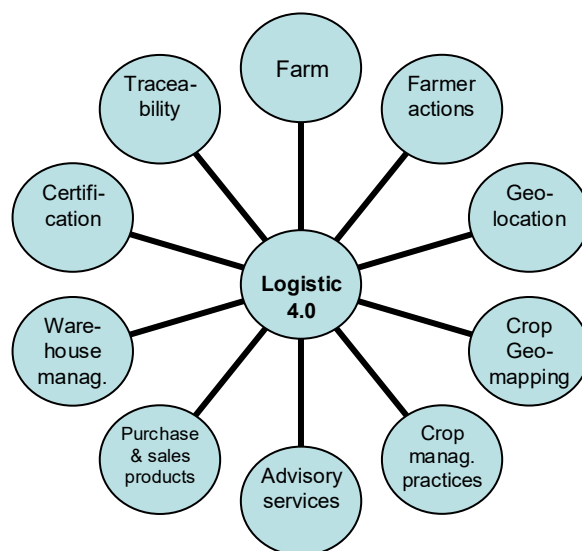 Farm
Farmer
actions
Geo-
location
Crop
Geo-
mapping
Crop
manag.
practices
Advisory
services
Purchase
& sales
products
Ware-
house
manag.
Certifi-
cation
Tracea-
bility
Logistic
4.0